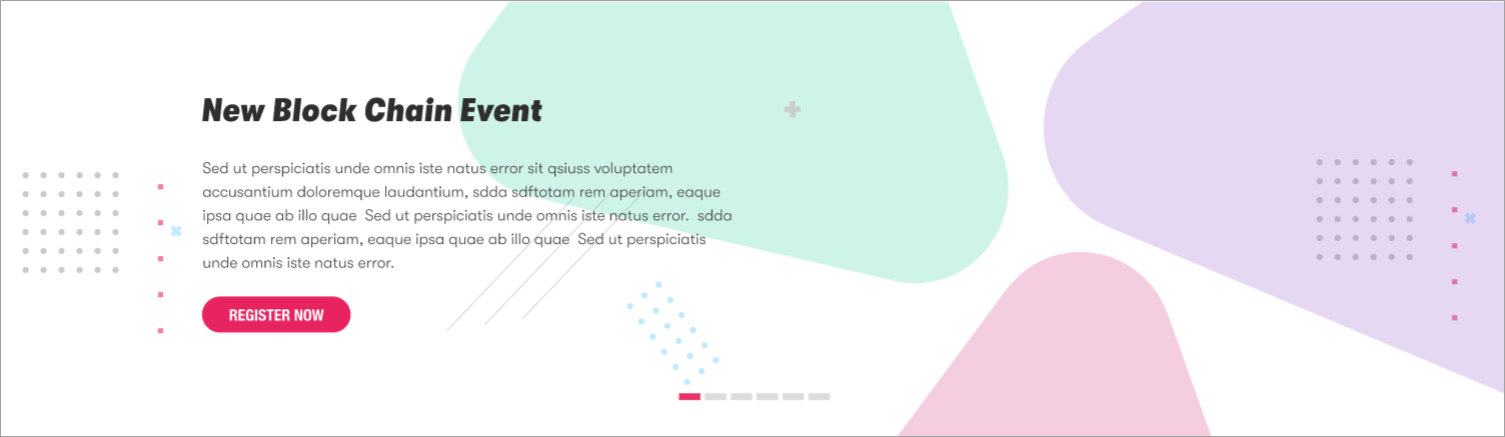 New Block Chain Event
Sed ut perspiciatis unde omnis iste natus error sit qsiuss voluptatem
accusantium doloremque laudantium, sdda sdftotam rem aperiam, eaque
ipsa quae ab illo quae  Sed ut perspiciatis unde omnis iste natus error.  sdda
sdftotam rem aperiam, eaque ipsa quae ab illo quae  Sed ut perspiciatis
unde omnis iste natus error.
REGISTER NOW